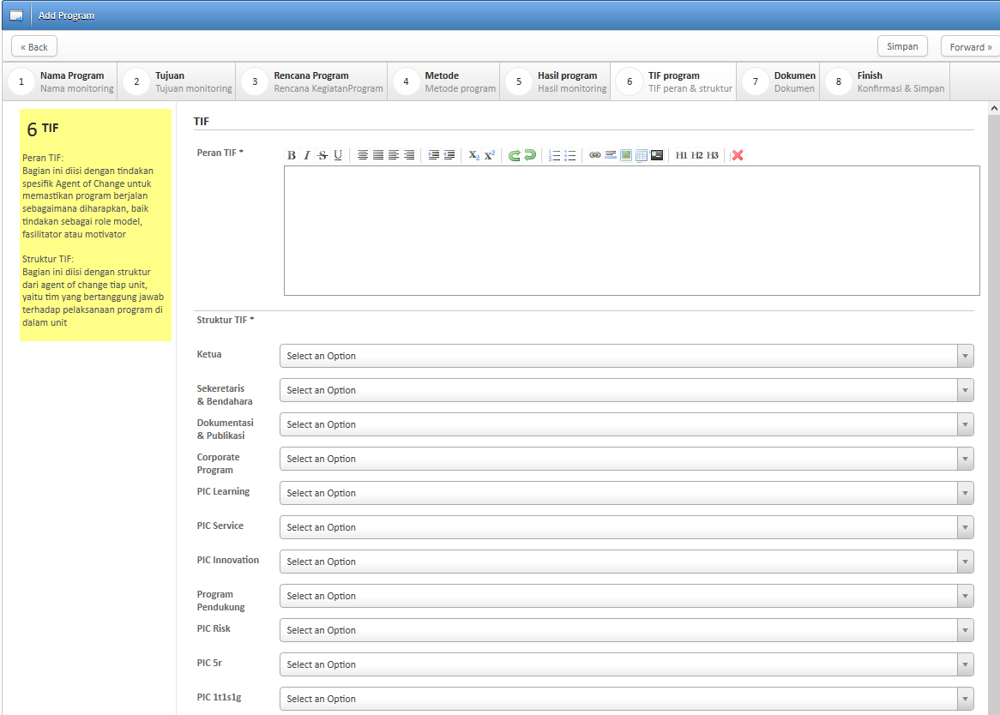 Add Program
« Back
Simpan
Forward »
1
Nama Program
Nama monitoring
2
Tujuan
Tujuan monitoring
3
Rencana Program
Rencana KegiatanProgram
4
Metode
Metode program
5
Hasil program
Hasil monitoring
6
TIF program
TIF peran & struktur
7
Dokumen
Dokumen
8
Finish
Konfirmasi & Simpan
6 TIF
Peran TIF:
Bagian ini diisi dengan tindakan
spesifik Agent of Change untuk
memastikan program berjalan
sebagaimana diharapkan, baik
tindakan sebagai role model,
fasilitator atau motivator
Struktur TIF:
Bagian ini diisi dengan struktur
dari agent of change tiap unit,
yaitu tim yang bertanggung jawab
terhadap pelaksanaan program di
dalam unit
TIF
Peran TIF *
B I S U X2 X2 H1 H2 H3
Struktur TIF *
Ketua
Select an Option
Sekeretaris
& Bendahara
Select an Option
Dokumentasi
& Publikasi
Select an Option
Corporate
Program
Select an Option
PIC Learning
Select an Option
PIC Service
Select an Option
PIC Innovation
Select an Option
Program
Pendukung
Select an Option
PIC Risk
Select an Option
PIC 5r
Select an Option
PIC 1t1s1g
Select an Option